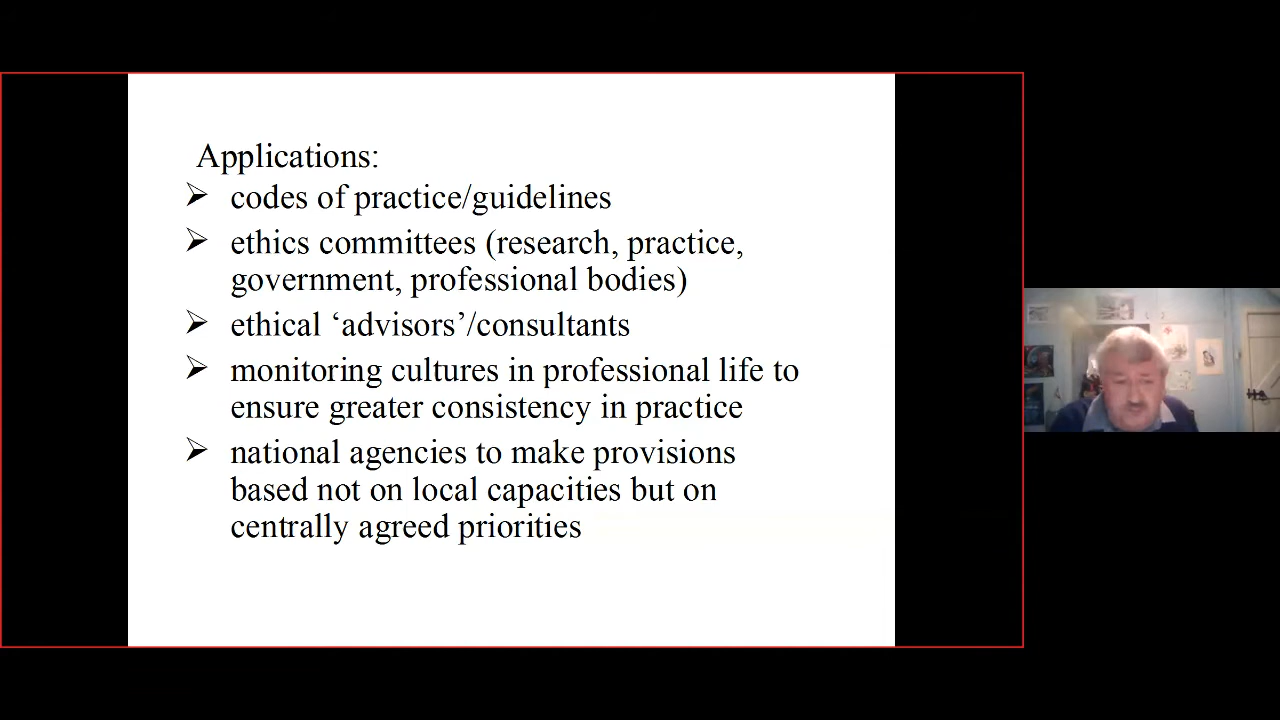 Applications:
➢ codes of practice/guidelines
➢ ethics committees (research, practice,
government, professional bodies)
➢ ethical ‘advisors’/consultants
➢ monitoring cultures in professional life to
ensure greater consistency in practice
➢ national agencies to make provisions
based not on local capacities but on
centrally agreed priorities